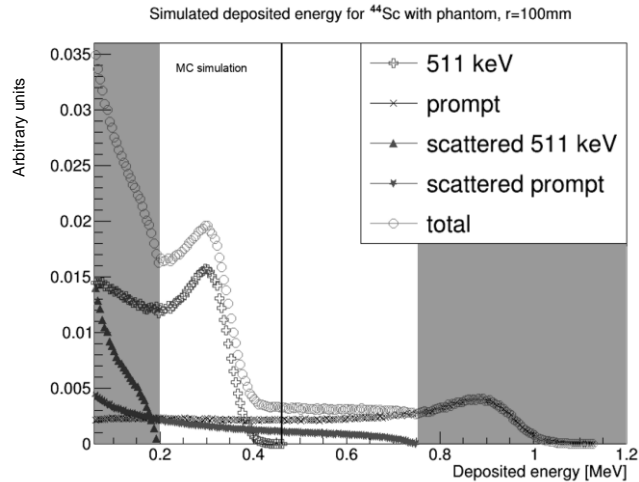 Simulated deposited energy for ⁴⁴Sc with phantom, r=100mm
Arbitrary units
0.035
0.03
0.025
0.02
0.015
0.01
0.005
0
MC simulation
511 keV
prompt
scattered 511 keV
scattered prompt
total
0.2 0.4 0.6 0.8 1 1.2
Deposited energy [MeV]